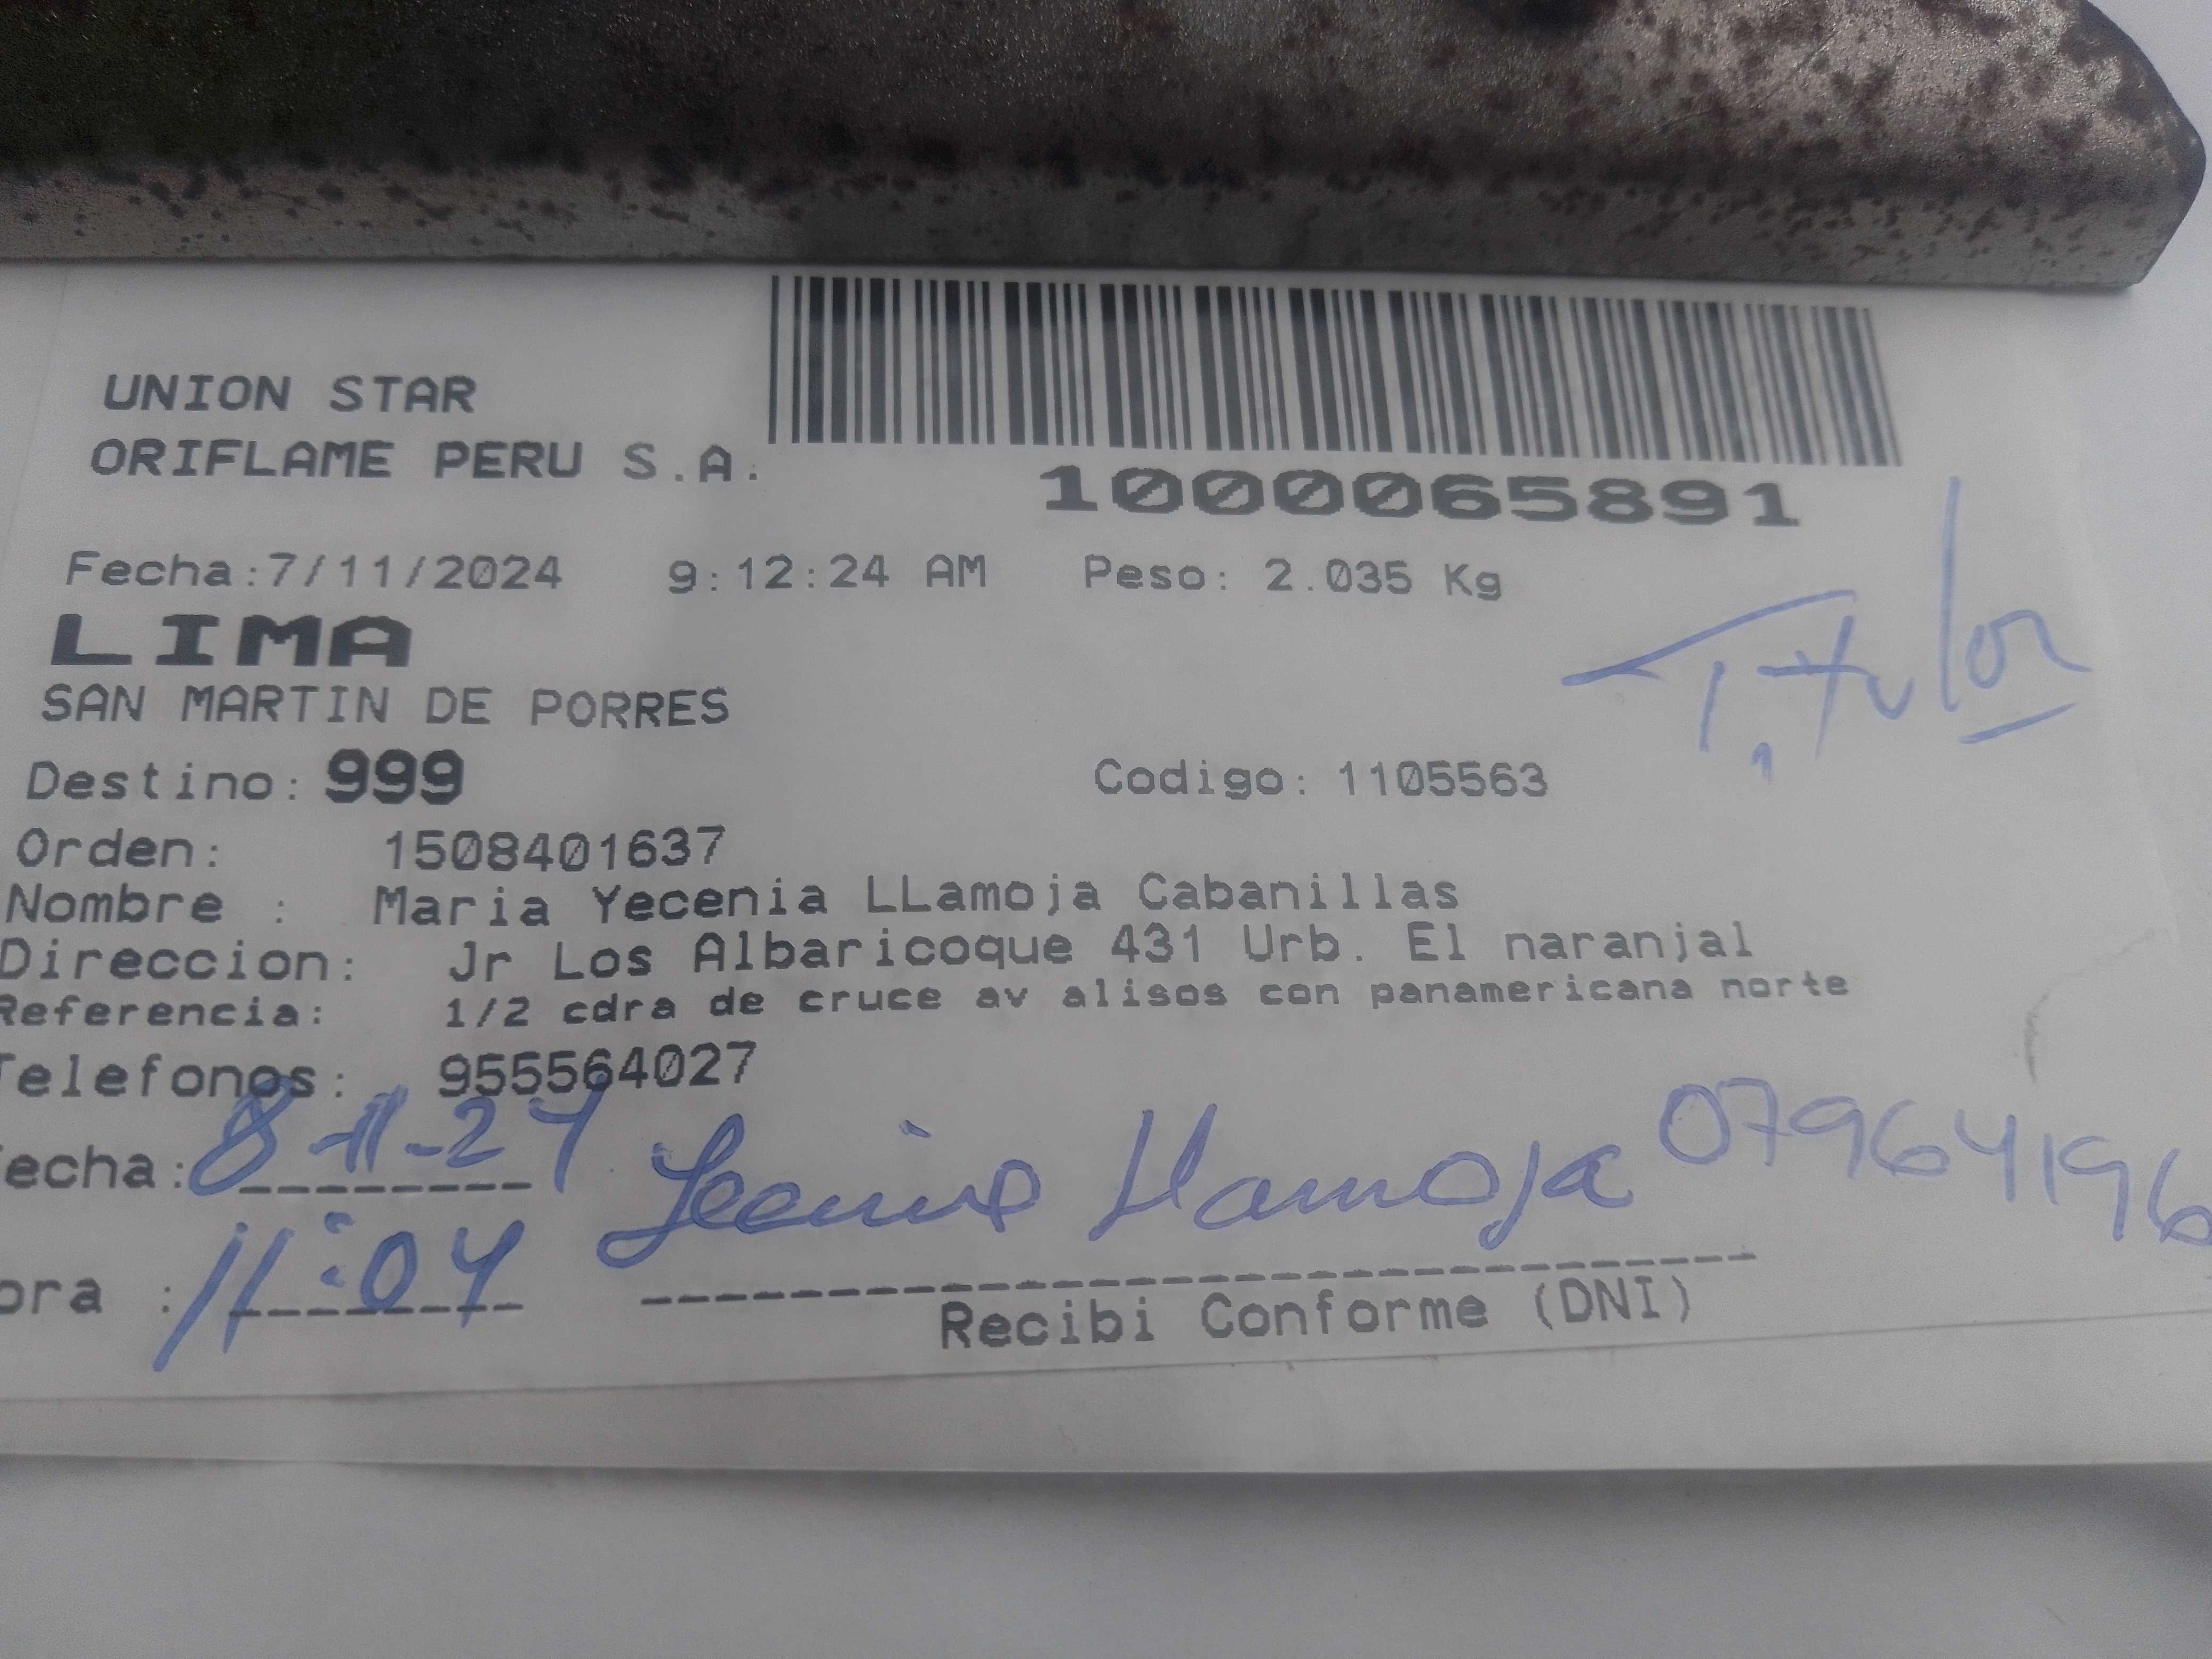 UNION STAR
ORIFLAME PERU S.A.
1000065891
Fecha:7/11/2024 9:12:24 AM Peso: 2.035 Kg
LIMA
SAN MARTIN DE PORRES
Titular
Destino: 999 Codigo: 1105563
Orden: 1508401637
Nombre : Maria Yecenia LLamoja Cabanillas
Direccion: Jr Los Albaricoque 431 Urb. El naranjal
Referencia: 1/2 cdra de cruce av alisos con panamericana norte
Telefonos: 955564027
echa: 8-11-24 Yecenia Llamoja 07964196
ora : 11:04
Recibi Conforme (DNI)